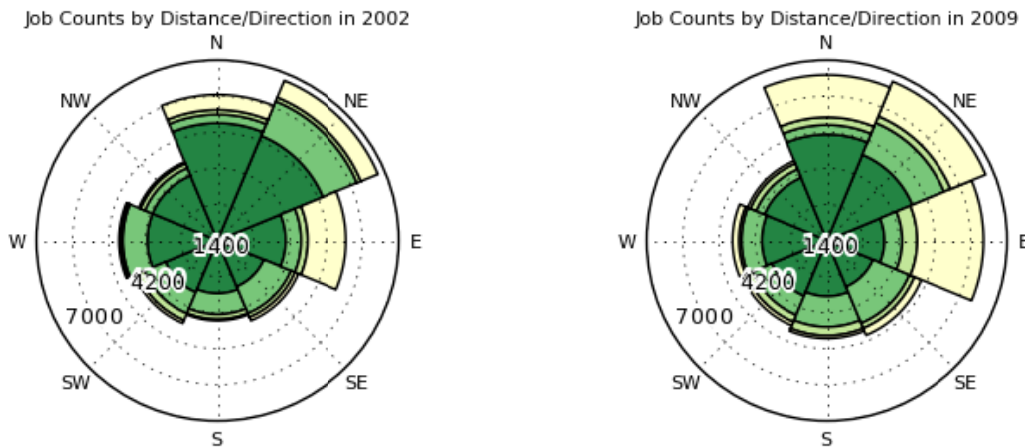 Job Counts by Distance/Direction in 2002
N
NW
NE
W
E
1400
4200
7000
SW
SE
S
Job Counts by Distance/Direction in 2009
N
NW
NE
W
E
1400
4200
7000
SW
SE
S